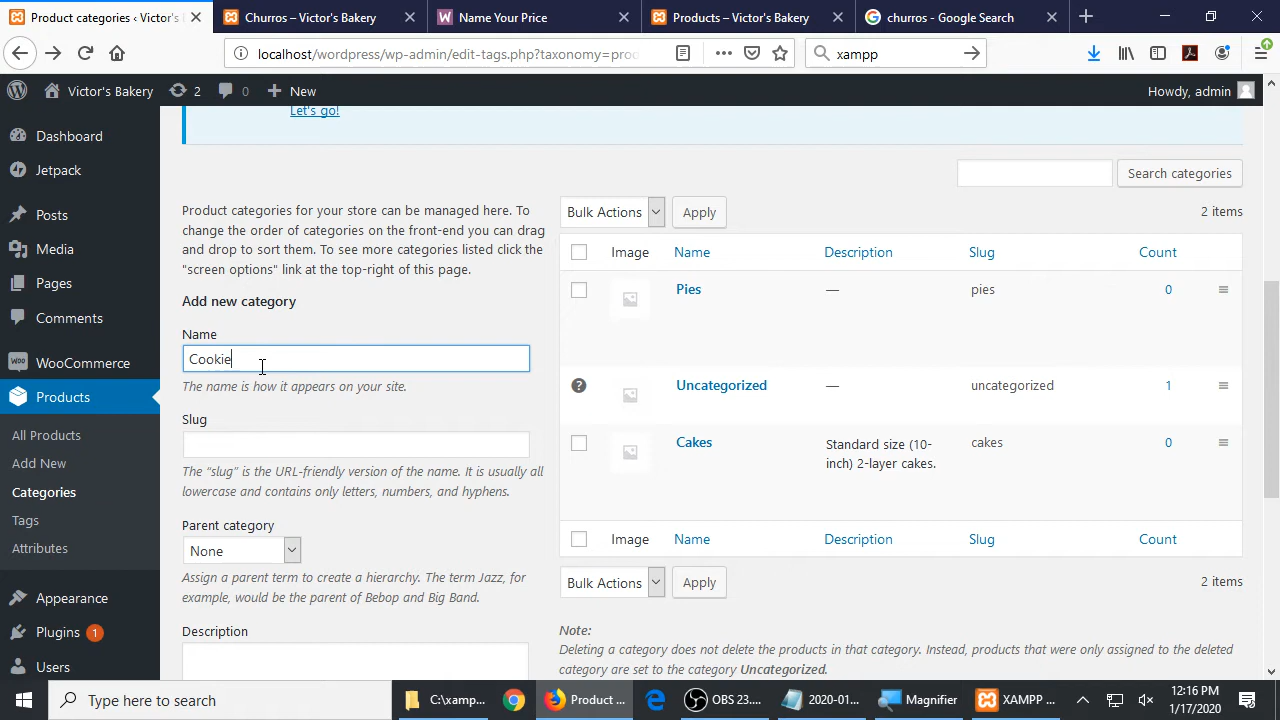 Product categories ‹ Victor's
Churros – Victor's Bakery
Name Your Price
Products – Victor's Bakery
churros - Google Search
localhost/wordpress/wp-admin/edit-tags.php?taxonomy=pro
xampp
Victor's Bakery
2
0
New
Howdy, admin
Dashboard
Jetpack
Posts
Media
Pages
Comments
WooCommerce
Products
All Products
Add New
Categories
Tags
Attributes
Appearance
Plugins 1
Users
Let's go!
Search categories
Product categories for your store can be managed here. To
change the order of categories on the front-end you can drag
and drop to sort them. To see more categories listed click the
"screen options" link at the top-right of this page.
Add new category
Name
Cookie
The name is how it appears on your site.
Slug
The “slug” is the URL-friendly version of the name. It is usually all
lowercase and contains only letters, numbers, and hyphens.
Parent category
None
Assign a parent term to create a hierarchy. The term Jazz, for
example, would be the parent of Bebop and Big Band.
Description
Bulk Actions
Apply
2 items
Image Name Description Slug Count
Pies — pies 0
Uncategorized — uncategorized 1
Cakes Standard size (10- cakes 0
inch) 2-layer cakes.
Image Name Description Slug Count
Bulk Actions
Apply
2 items
Note:
Deleting a category does not delete the products in that category. Instead, products that were only assigned to the deleted
category are set to the category Uncategorized.
Type here to search
C:\xamp...
Product ...
OBS 23....
2020-01...
Magnifier
XAMPP ...
12:16 PM
1/17/2020